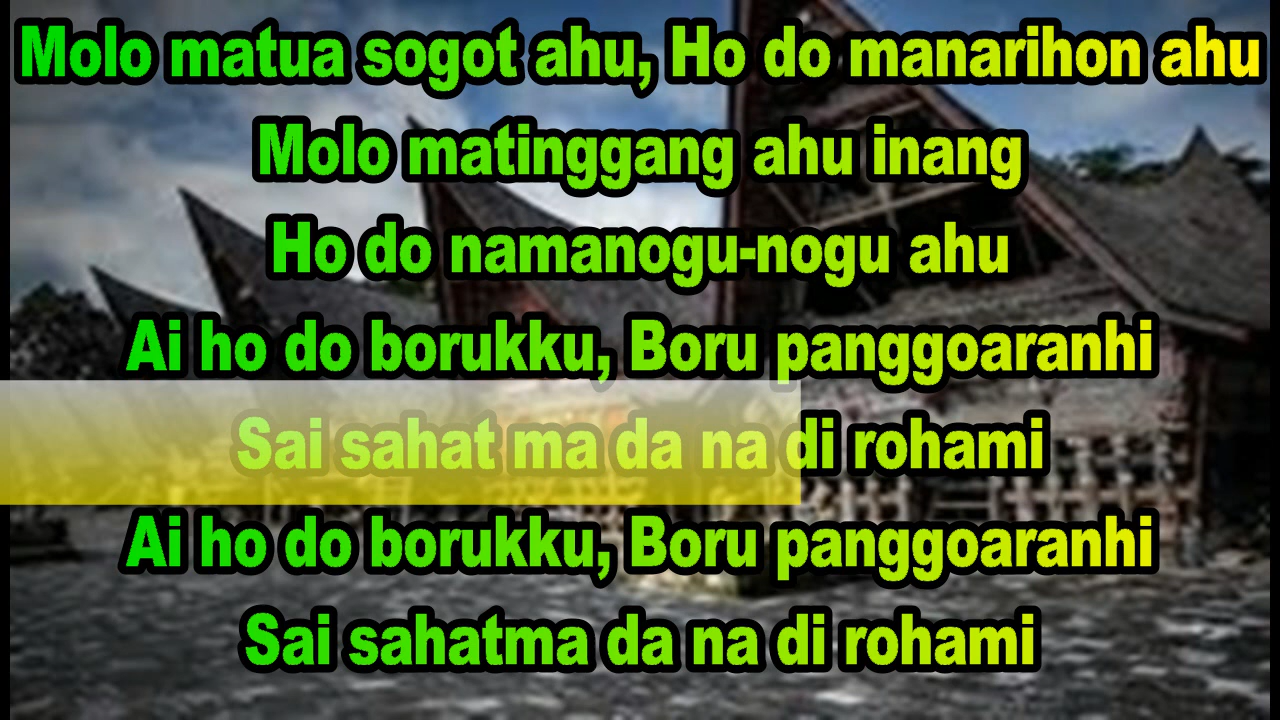 Molo matua sogot ahu, Ho do manarihon ahu
Molo matinggang ahu inang
Ho do namanogu-nogu ahu
Ai ho do borukku, Boru panggoaranhi
Sai sahat ma da na di rohami
Ai ho do borukku, Boru panggoaranhi
Sai sahatma da na di rohami